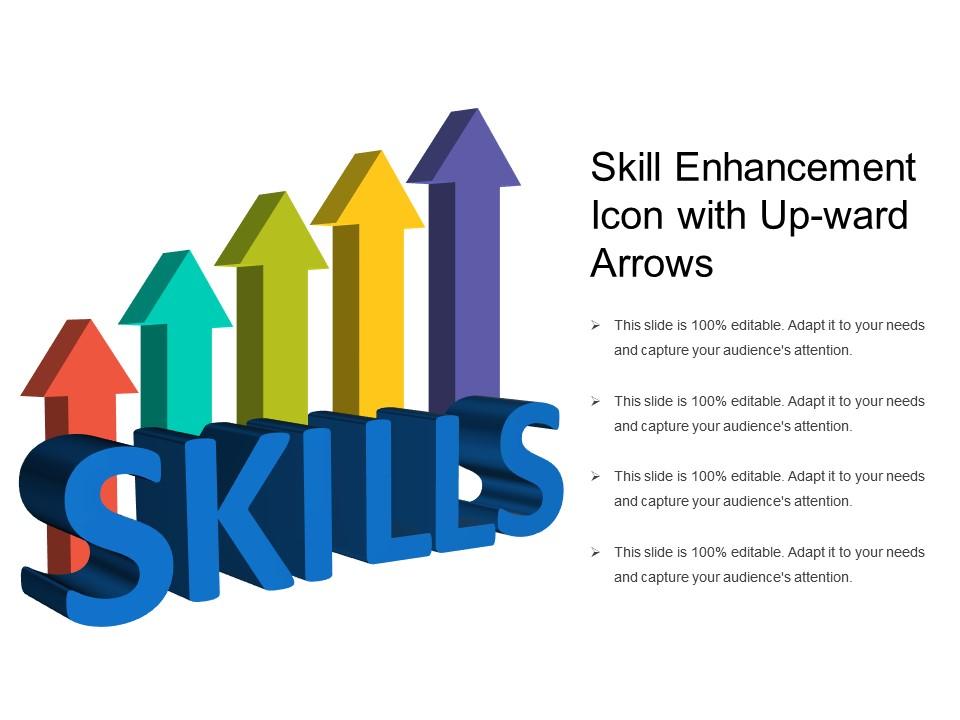 Skill Enhancement
Icon with Up-ward
Arrows
➢ This slide is 100% editable. Adapt it to your needs
and capture your audience's attention.
➢ This slide is 100% editable. Adapt it to your needs
and capture your audience's attention.
➢ This slide is 100% editable. Adapt it to your needs
and capture your audience's attention.
➢ This slide is 100% editable. Adapt it to your needs
and capture your audience's attention.
SKILLS